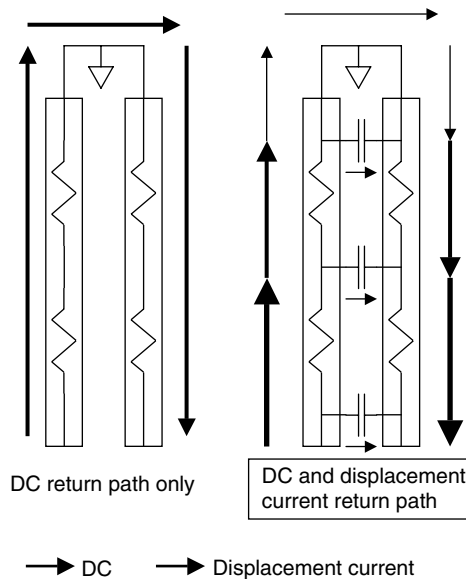 DC return path only
DC and displacement
current return path
DC
Displacement current